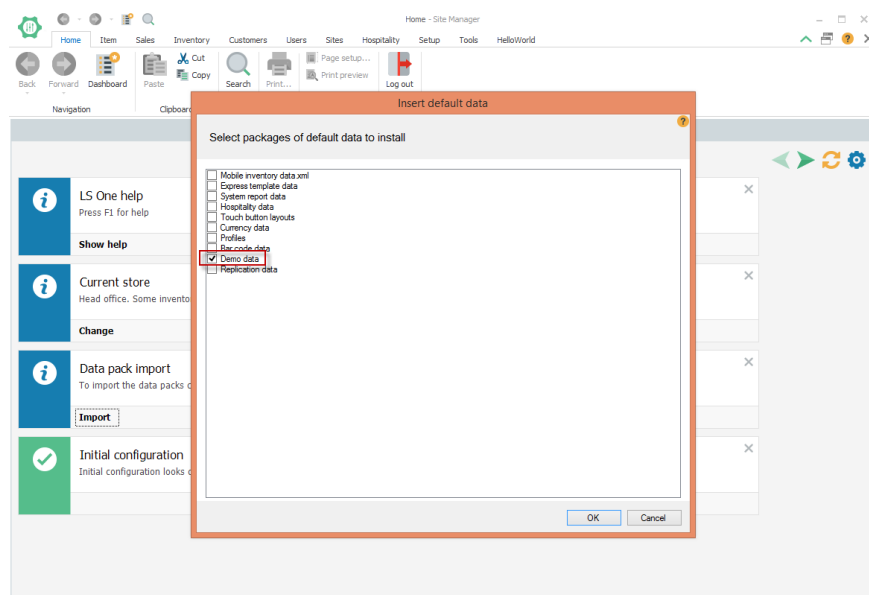 Home - Site Manager
Home Item Sales Inventory Customers Users Sites Hospitality Setup Tools HelloWorld
Back Forward Dashboard Paste Cut Copy Search Print... Page setup... Print preview Log out
Navigation Clipboard
Insert default data
Select packages of default data to install
Mobile inventory data.xml
Express template data
System report data
Hospitality data
Touch button layouts
Currency data
Profiles
Bar code data
Demo data
Replication data
OK Cancel
LS One help
Press F1 for help
Show help
Current store
Head office. Some invento
Change
Data pack import
To import the data packs
Import
Initial configuration
Initial configuration looks